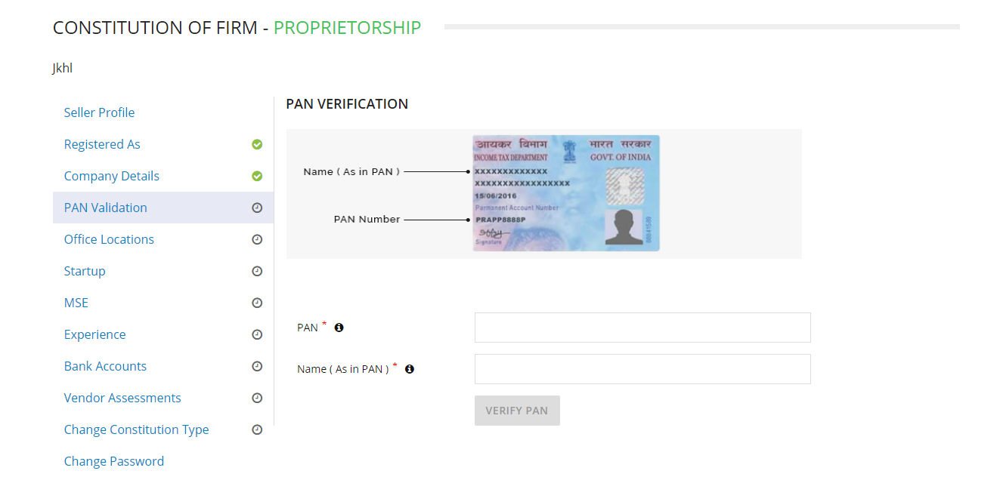 CONSTITUTION OF FIRM - PROPRIETORSHIP
Jkhl
Seller Profile
Registered As
Company Details
PAN Validation
Office Locations
Startup
MSE
Experience
Bank Accounts
Vendor Assessments
Change Constitution Type
Change Password
PAN VERIFICATION
आयकर विभाग भारत सरकार
INCOME TAX DEPARTMENT GOVT. OF INDIA
Name ( As in PAN ) XXXXXXXXXXXXX
XXXXXXXXXXXXXXXXX
15/06/2016
Permanent Account Number
PAN Number PRAPP8888P
Signature
PAN *
Name ( As in PAN ) *
VERIFY PAN